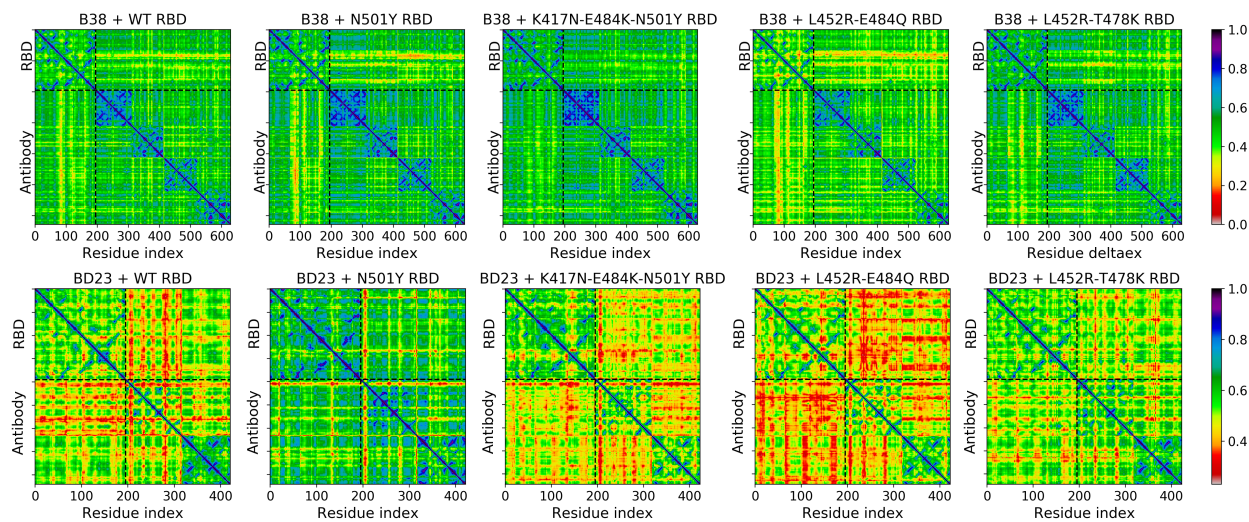 B38 + WT RBD
B38 + N501Y RBD
B38 + K417N-E484K-N501Y RBD
B38 + L452R-E484Q RBD
B38 + L452R-T478K RBD
RBD
Antibody
0 100 200 300 400 500 600
Residue index
RBD
Antibody
0 100 200 300 400 500 600
Residue index
RBD
Antibody
0 100 200 300 400 500 600
Residue index
RBD
Antibody
0 100 200 300 400 500 600
Residue index
RBD
Antibody
0 100 200 300 400 500 600
Residue deltaex
1.0
0.8
0.6
0.4
0.2
0.0
BD23 + WT RBD
BD23 + N501Y RBD
BD23 + K417N-E484K-N501Y RBD
BD23 + L452R-E484Q RBD
BD23 + L452R-T478K RBD
RBD
Antibody
0 100 200 300 400
Residue index
RBD
Antibody
0 100 200 300 400
Residue index
RBD
Antibody
0 100 200 300 400
Residue index
RBD
Antibody
0 100 200 300 400
Residue index
RBD
Antibody
0 100 200 300 400
Residue index
1.0
0.8
0.6
0.4